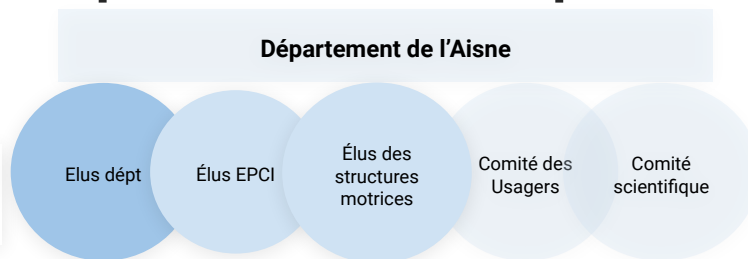 Département de l'Aisne
Elus dépt
Élus EPCI
Élus des
structures
motrices
Comité des
Usagers
Comité
scientifique